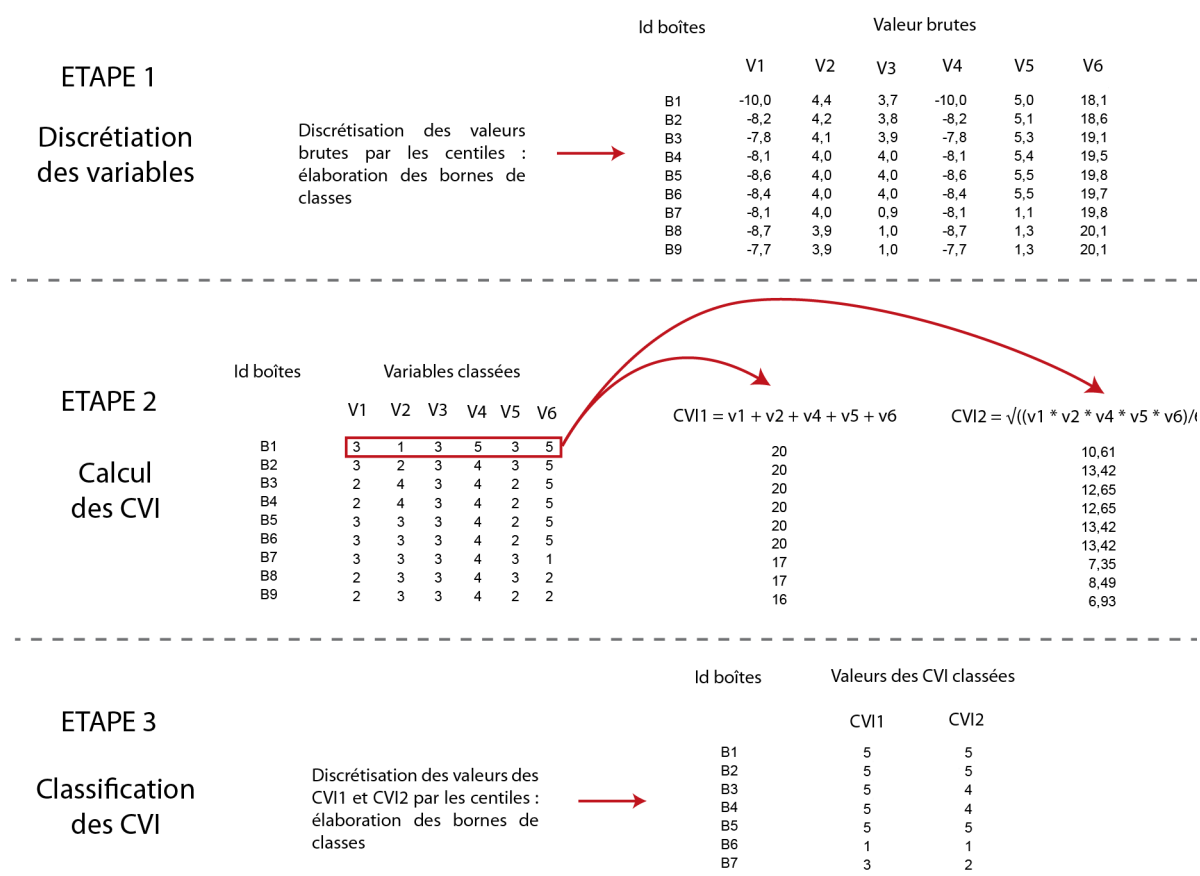 Id boîtes Valeur brutes
ETAPE 1
Discrétiation
des variables
Discrétisation des valeurs
brutes par les centiles :
élaboration des bornes de
classes
V1 V2 V3 V4 V5 V6
B1 -10,0 4,4 3,7 -10,0 5,0 18,1
B2 -8,2 4,2 3,8 -8,2 5,1 18,6
B3 -7,8 4,1 3,9 -7,8 5,3 19,1
B4 -8,1 4,0 4,0 -8,1 5,4 19,5
B5 -8,6 4,0 4,0 -8,6 5,5 19,8
B6 -8,4 4,0 4,0 -8,4 5,5 19,7
B7 -8,1 4,0 0,9 -8,1 1,1 19,8
B8 -8,7 3,9 1,0 -8,7 1,3 20,1
B9 -7,7 3,9 1,0 -7,7 1,3 20,1
ETAPE 2
Calcul
des CVI
Id boîtes Variables classées
V1 V2 V3 V4 V5 V6
B1 3 1 3 5 3 5
B2 3 2 3 4 3 5
B3 2 4 3 4 2 5
B4 2 4 3 4 2 5
B5 3 3 3 4 2 5
B6 3 3 3 4 2 5
B7 3 3 3 4 3 1
B8 2 3 3 4 3 2
B9 2 3 3 4 2 2
CVI1 = v1 + v2 + v4 + v5 + v6
20
20
20
20
20
20
17
17
16
CVI2 = √((v1 * v2 * v4 * v5 * v6)/6
10,61
13,42
12,65
12,65
13,42
13,42
7,35
8,49
6,93
ETAPE 3
Classification
des CVI
Discrétisation des valeurs des
CVI1 et CVI2 par les centiles :
élaboration des bornes de
classes
Id boîtes Valeurs des CVI classées
CVI1 CVI2
B1 5 5
B2 5 5
B3 5 4
B4 5 4
B5 5 5
B6 1 1
B7 3 2